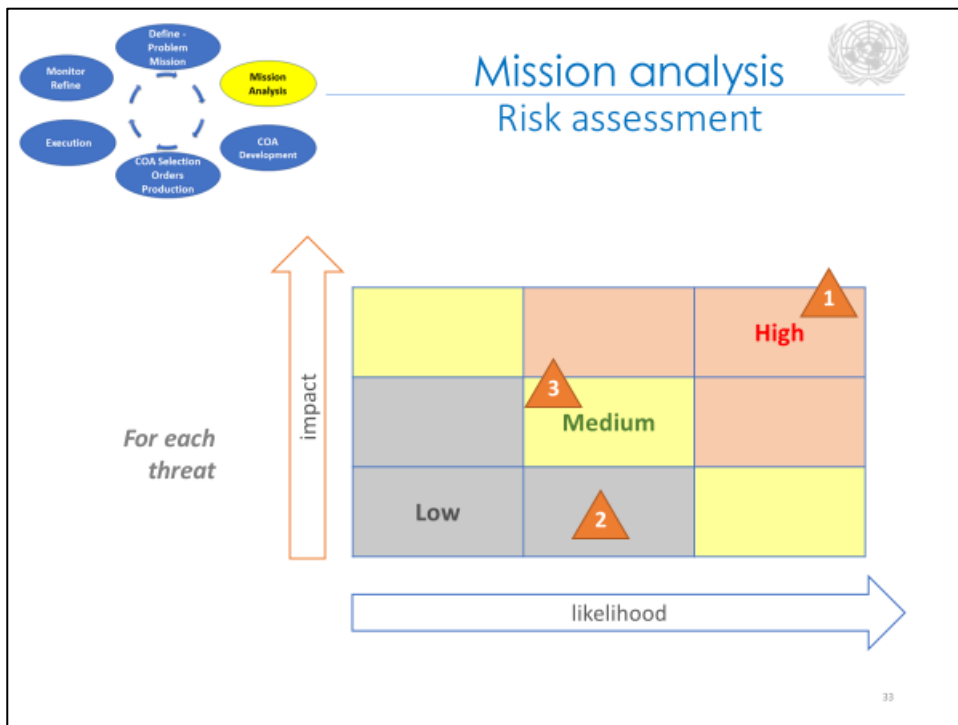 Define -
Problem
Mission
Monitor
Refine
Mission
Analysis
Execution
COA
Development
COA Selection
Orders
Production
Mission analysis
Risk assessment
For each
threat
impact
1
High
3
Medium
Low
2
likelihood
33